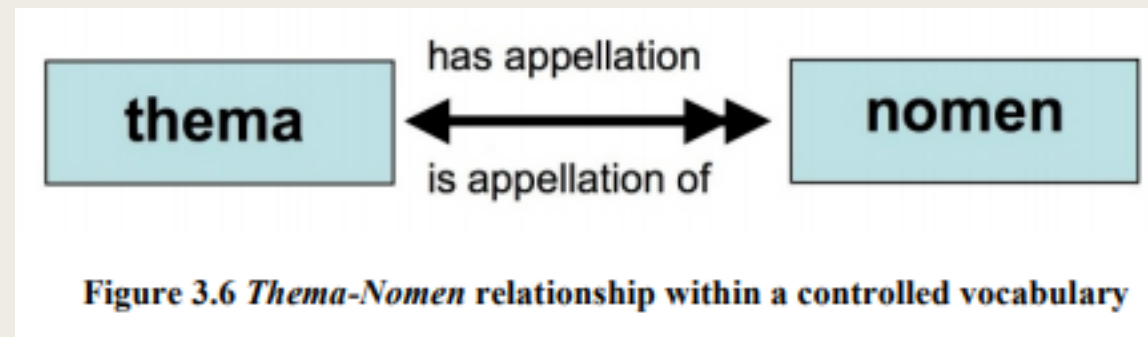 has appellation
thema
nomen
is appellation of
Figure 3.6 Thema-Nomen relationship within a controlled vocabulary